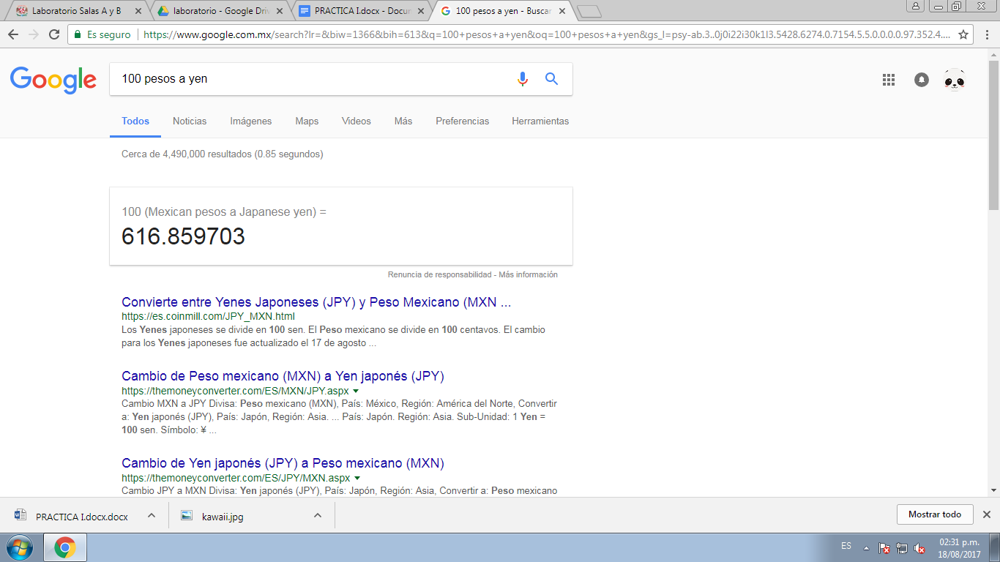 Laboratorio Salas A y B
laboratorio - Google Driv
PRACTICA I.docx - Docum
100 pesos a yen - Buscar
Es seguro
https://www.google.com.mx/search?lr=&biw=1366&bih=613&q=100+pesos+a+yen&oq=100+pesos+a+yen&gs_l=psy-ab.3..0j0i22i30k1l3.5428.6274.0.7154.5.5.0.0.0.0.97.352.4....
Google
100 pesos a yen
Todos Noticias Imágenes Maps Videos Más Preferencias Herramientas
Cerca de 4,490,000 resultados (0.85 segundos)
100 (Mexican pesos a Japanese yen) =
616.859703
Renuncia de responsabilidad - Más información
Convierte entre Yenes Japoneses (JPY) y Peso Mexicano (MXN ...
https://es.coinmill.com/JPY_MXN.html
Los Yenes japoneses se divide en 100 sen. El Peso mexicano se divide en 100 centavos. El cambio
para los Yenes japoneses fue actualizado el 17 de agosto ...
Cambio de Peso mexicano (MXN) a Yen japonés (JPY)
https://themoneyconverter.com/ES/MXN/JPY.aspx
Cambio MXN a JPY Divisa: Peso mexicano (MXN), País: México, Región: América del Norte, Convertir
a: Yen japonés (JPY), País: Japón, Región: Asia. ... País: Japón. Región: Asia. Sub-Unidad: 1 Yen =
100 sen. Símbolo: ¥ ...
Cambio de Yen japonés (JPY) a Peso mexicano (MXN)
https://themoneyconverter.com/ES/JPY/MXN.aspx
Cambio JPY a MXN Divisa: Yen japonés (JPY), País: Japón, Región: Asia, Convertir a: Peso mexicano
PRACTICA I.docx.docx
kawaii.jpg
Mostrar todo
ES
02:31 p.m.
18/08/2017